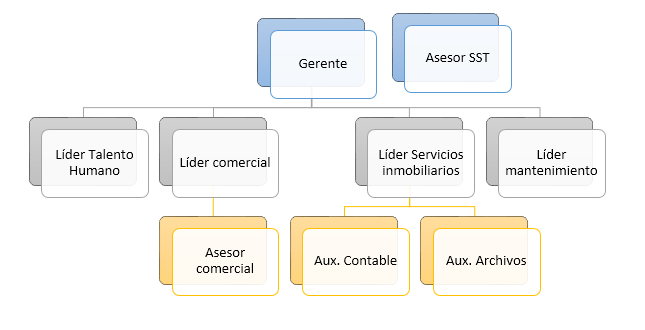 Gerente
Asesor SST
Líder Talento
Humano
Líder comercial
Líder Servicios
inmobiliarios
Líder
mantenimiento
Asesor
comercial
Aux. Contable
Aux. Archivos